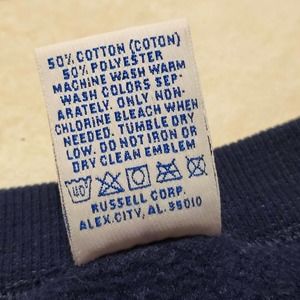 50% COTTON (COTON)
50% POLYESTER
MACHINE WASH WARM
WASH COLORS SEP-
ARATELY. ONLY NON-
CHLORINE BLEACH WHEN
NEEDED. TUMBLE DRY
LOW. DO NOT IRON OR
DRY CLEAN EMBLEM
40°
RUSSELL CORP.
ALEX.CITY, AL. 35010